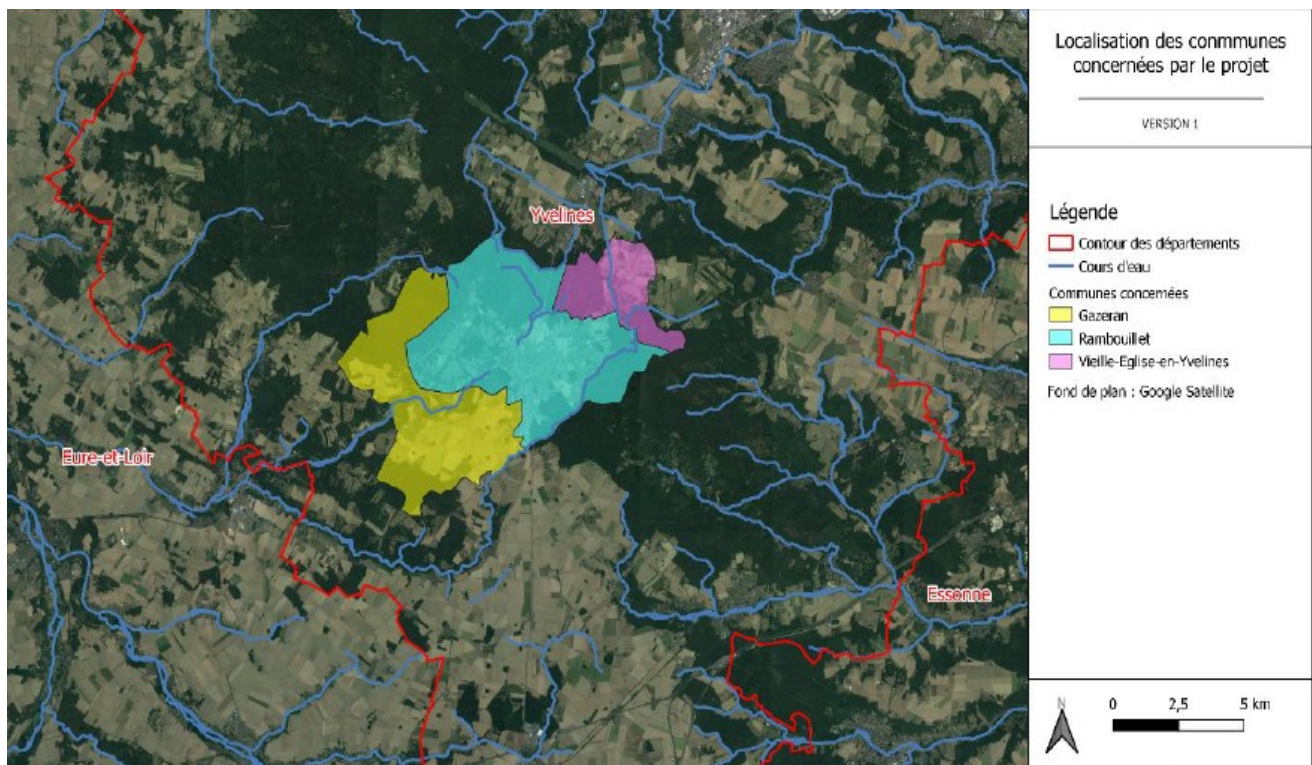 Localisation des conmmunes
concernées par le projet
VERSION 1
Légende
Contour des départements
Cours d'eau
Communes concernées
Gazeran
Rambouillet
Vieille-Eglise-en-Yvelines
Fond de plan : Google Satellite
N
0 2,5 5 km
Yvelines
Eure-et-Loir
Essonne